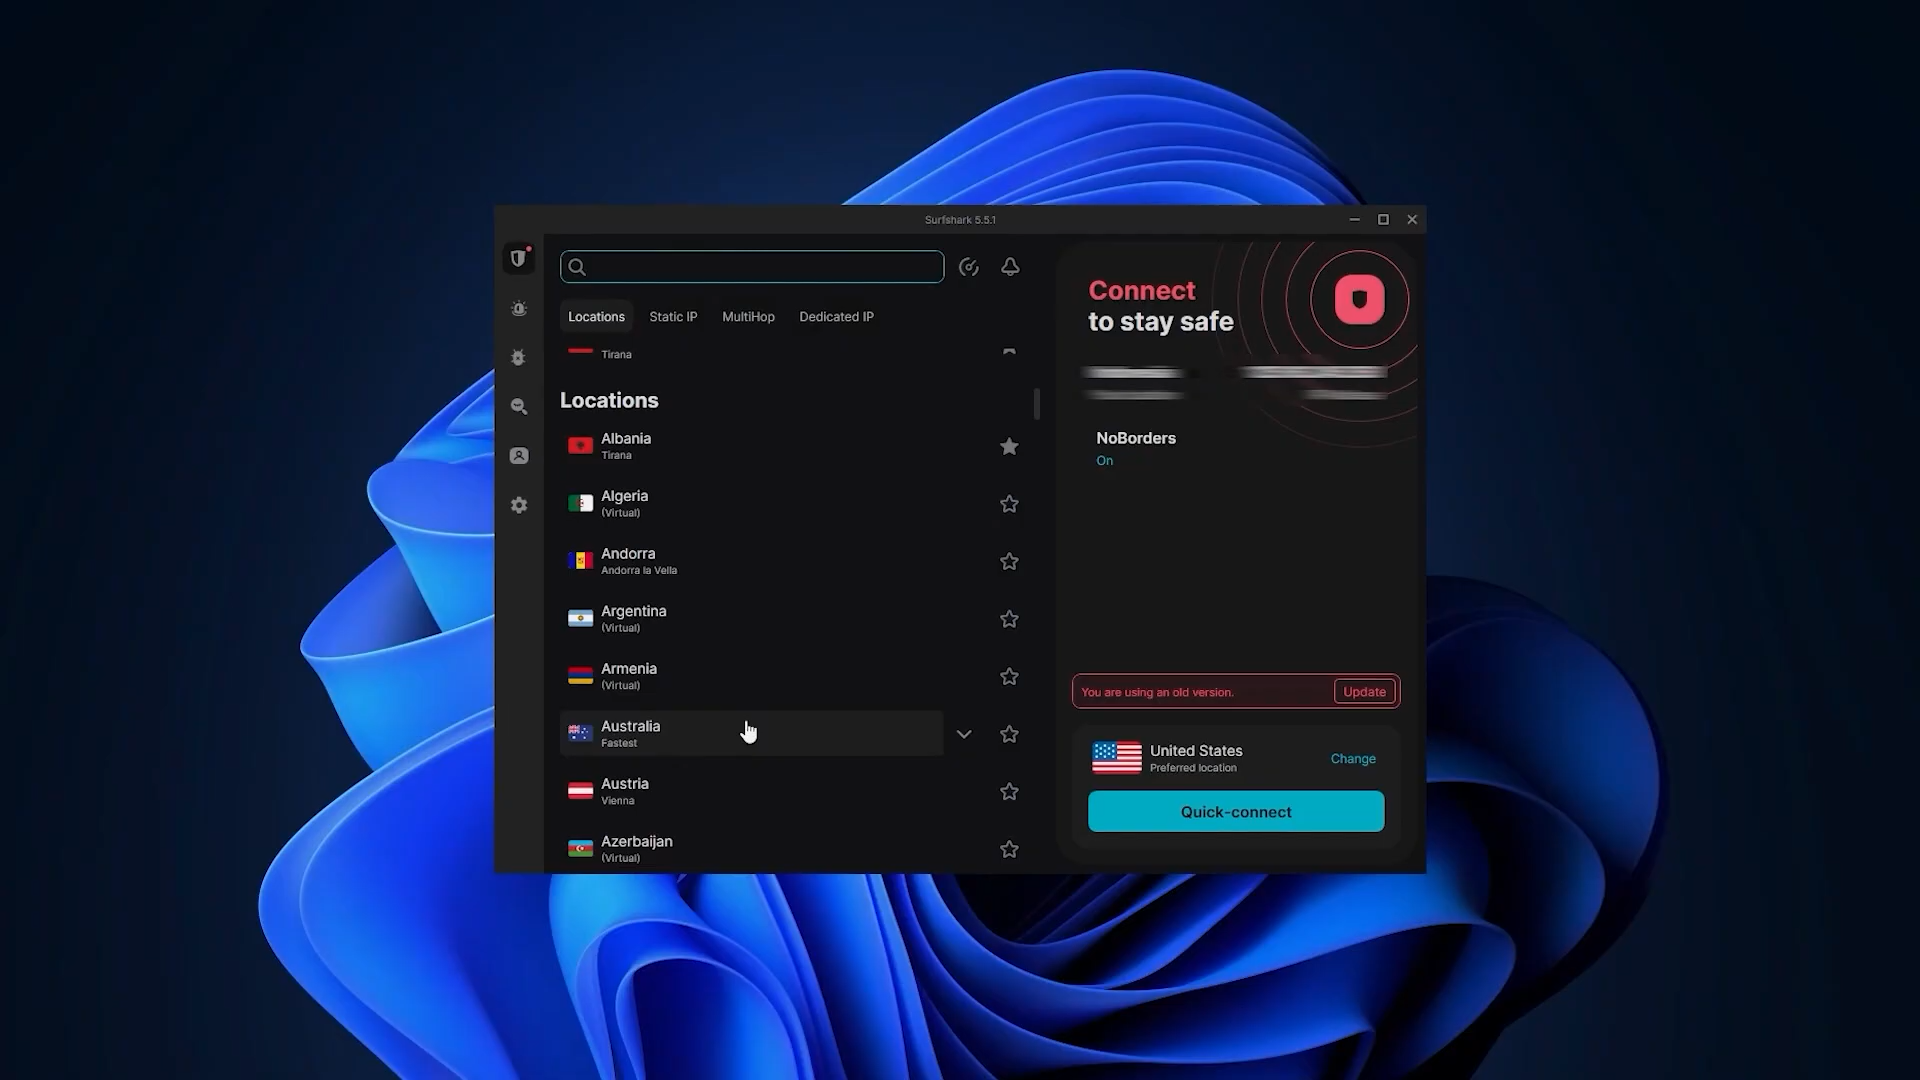 Surfshark 5.5.1
Locations
Static IP
MultiHop
Dedicated IP
Tirana
Locations
Albania
Tirana
Algeria
(Virtual)
Andorra
Andorra la Vella
Argentina
(Virtual)
Armenia
(Virtual)
Australia
Fastest
Austria
Vienna
Azerbaijan
(Virtual)
Connect
to stay safe
NoBorders
On
You are using an old version.
Update
United States
Preferred location
Change
Quick-connect